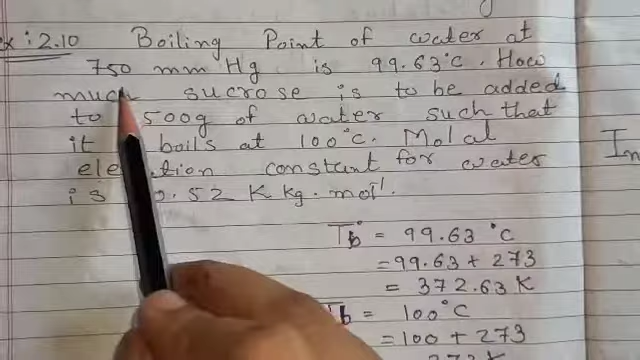 Ex: 2.10 Boiling Point of water at
750 mm Hg is 99.63°C. How
much sucrose is to be added
to 500g of water such that
it boils at 100°C. Molal
constant for water
is 0.52 K kg. mol⁻¹.
Tb° = 99.63 °C
= 99.63 + 273
= 372.63 K
Tb = 100°C
= 100 + 273